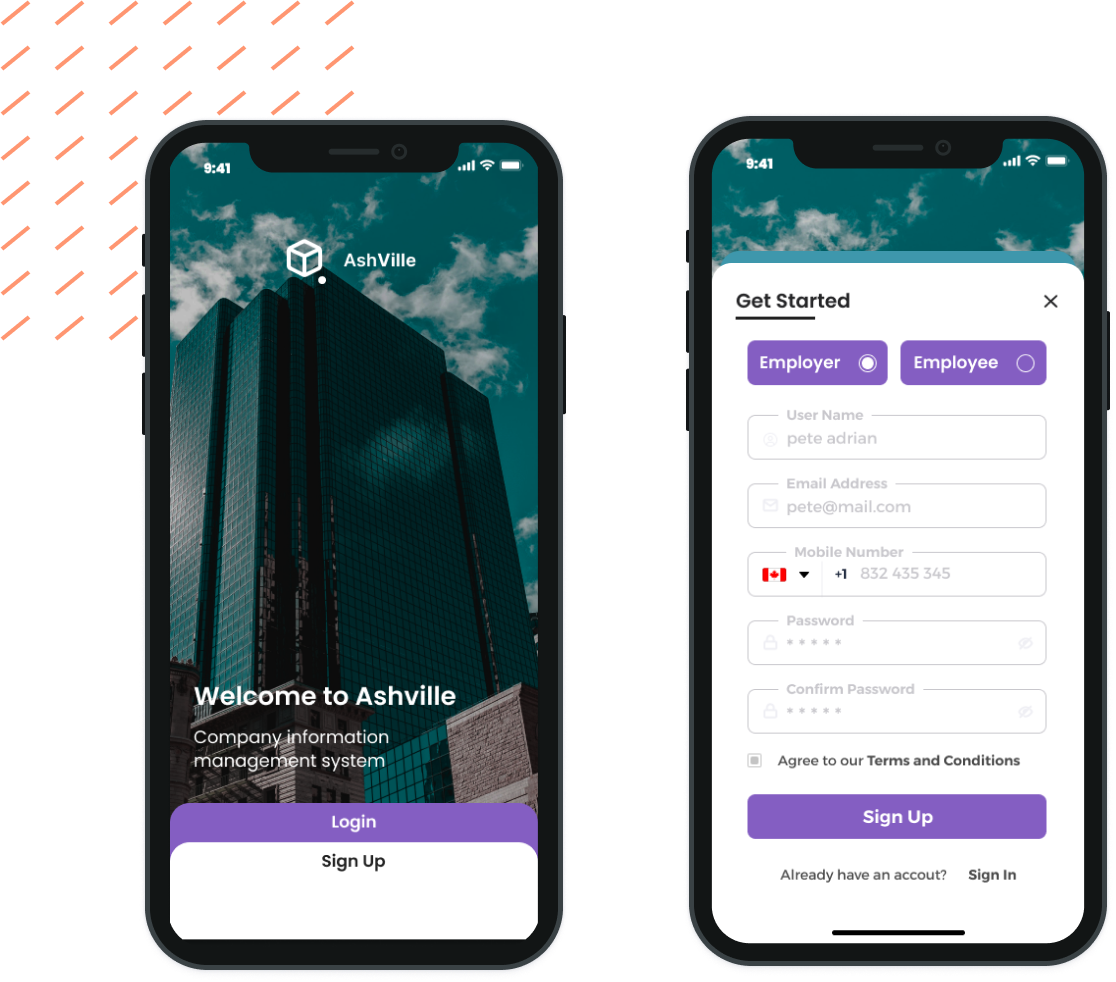 9:41
AshVille
Welcome to Ashville
Company information
management system
Login
Sign Up
9:41
Get Started
Employer
Employee
User Name
pete adrian
Email Address
pete@mail.com
Mobile Number
+1 832 435 345
Password
* * * * *
Confirm Password
* * * * *
Agree to our Terms and Conditions
Sign Up
Already have an accout? Sign In